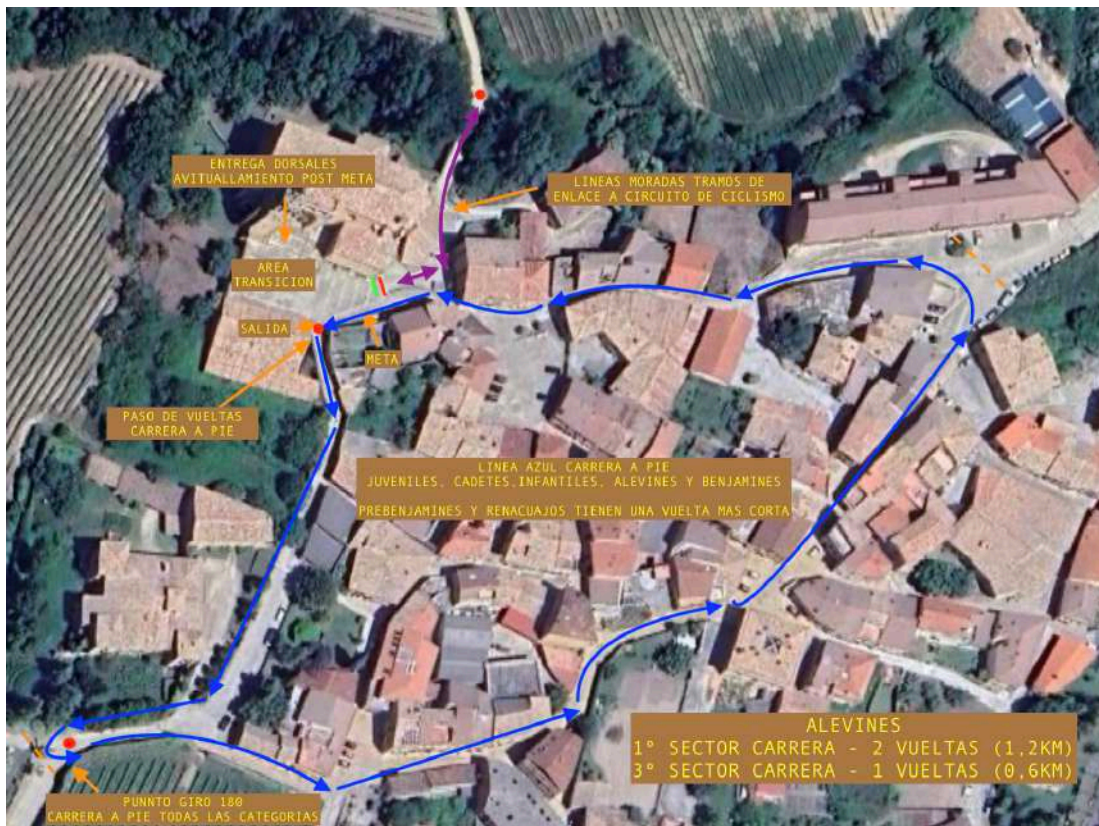 ENTREGA DORSALES
AVITUALLAMIENTO POST META
LINEAS MORADAS TRAMOS DE
ENLACE A CIRCUITO DE CICLISMO
AREA
TRANSICION
SALIDA
META
PASO DE VUELTAS
CARRERA A PIE
LINEA AZUL CARRERA A PIE
JUVENILES, CADETES,INFANTILES, ALEVINES Y BENJAMINES
PREBENJAMINES Y RENACUAJOS TIENEN UNA VUELTA MAS CORTA
ALEVINES
1º SECTOR CARRERA - 2 VUELTAS (1,2KM)
3º SECTOR CARRERA - 1 VUELTAS (0,6KM)
PUNNTO GIRO 180
CARRERA A PIE TODAS LAS CATEGORIAS